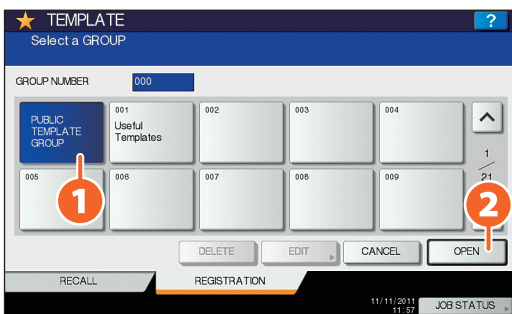 TEMPLATE
?
Select a GROUP
GROUP NUMBER 000
PUBLIC
TEMPLATE
GROUP
001
Useful
Templates
002
003
004
1
21
005
006
007
008
009
1
2
DELETE
EDIT
CANCEL
OPEN
RECALL
REGISTRATION
11/11/2011
11:57
JOB STATUS